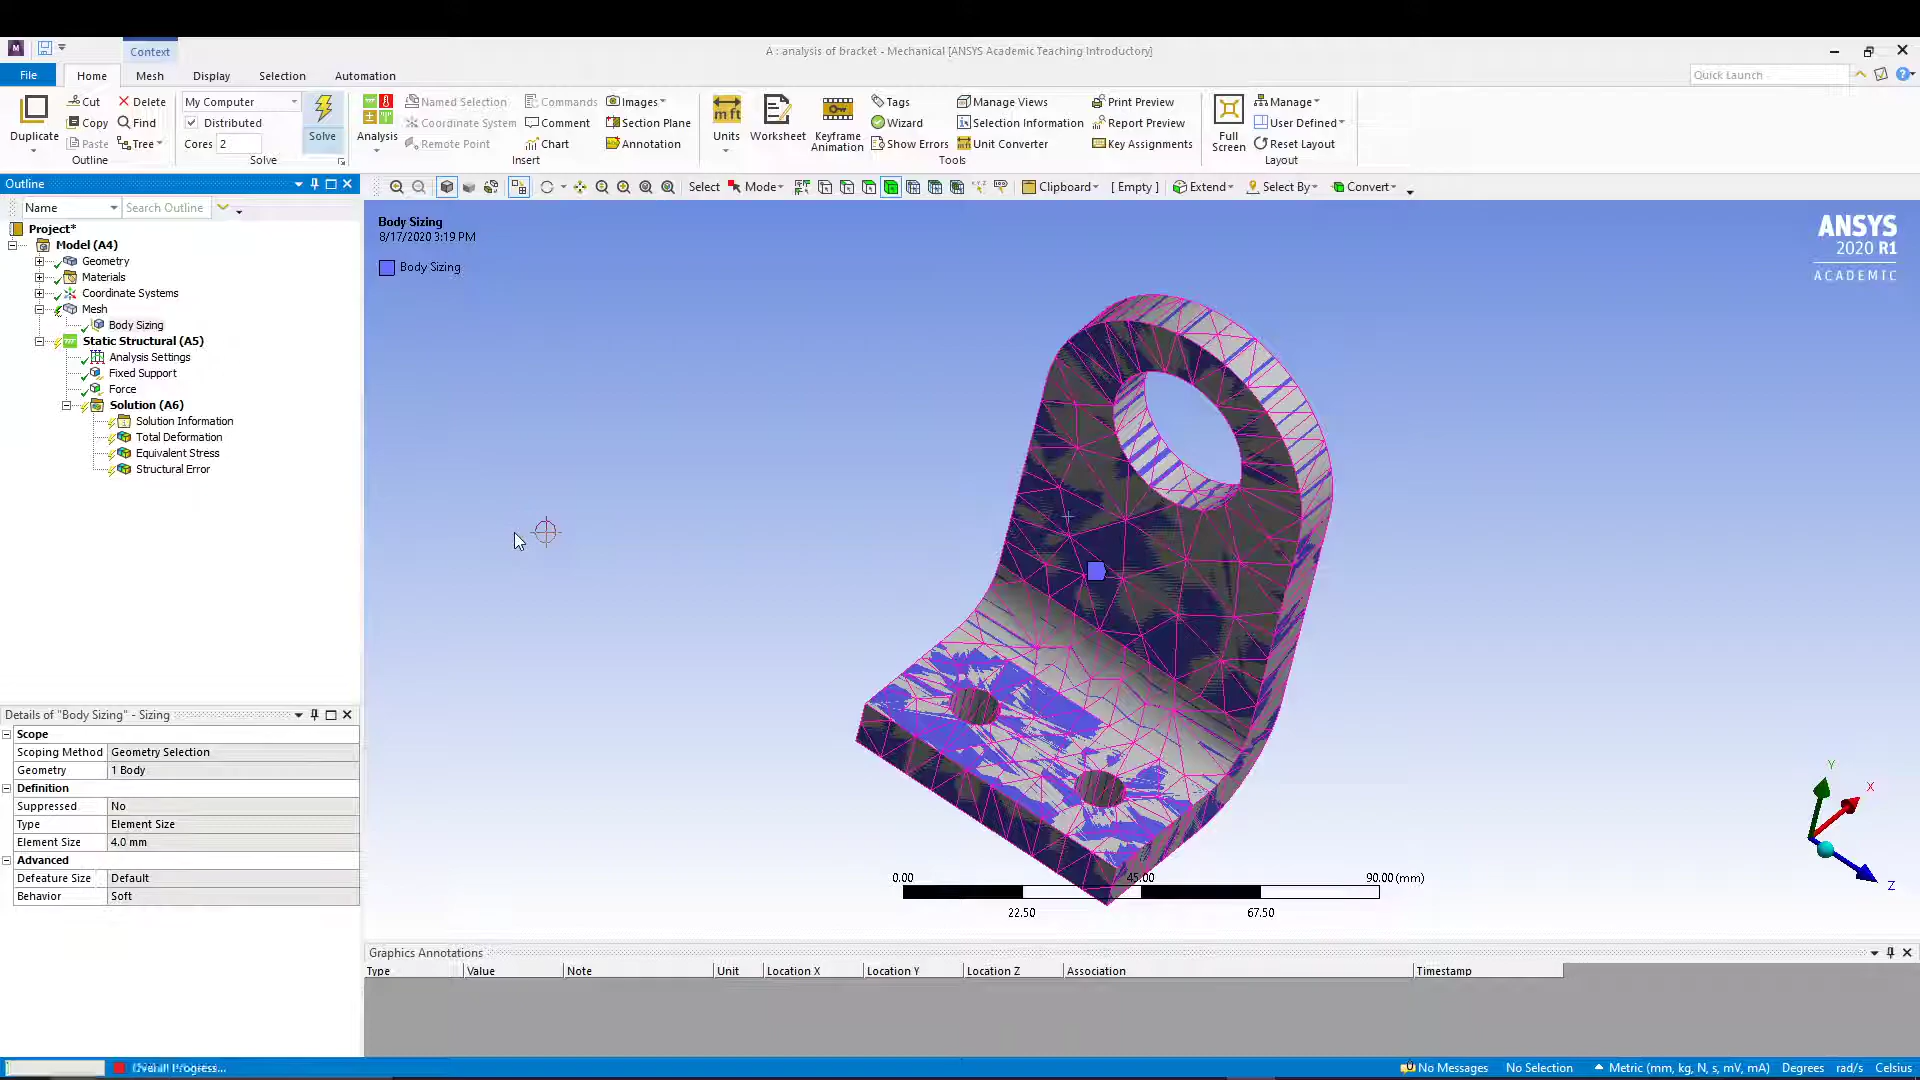 Context
A : analysis of bracket - Mechanical [ANSYS Academic Teaching Introductory]
File Home Mesh Display Selection Automation
Quick Launch
Duplicate
Cut
Copy
Paste
Delete
Find
Tree
Outline
My Computer
Distributed
Cores 2
Solve
Solve
Analysis
Named Selection
Coordinate System
Remote Point
Commands
Comment
Chart
Images
Section Plane
Annotation
Insert
Units
Worksheet
Keyframe
Animation
Tags
Wizard
Show Errors
Manage Views
Selection Information
Unit Converter
Print Preview
Report Preview
Key Assignments
Tools
Full
Screen
Manage
User Defined
Reset Layout
Layout
Outline
Name Search Outline
Select Mode Clipboard [ Empty ] Extend Select By Convert
Project*
Model (A4)
Geometry
Materials
Coordinate Systems
Mesh
Body Sizing
Static Structural (A5)
Analysis Settings
Fixed Support
Force
Solution (A6)
Solution Information
Total Deformation
Equivalent Stress
Structural Error
Body Sizing
8/17/2020 3:19 PM
Body Sizing
ANSYS
2020 R1
ACADEMIC
Details of "Body Sizing" - Sizing
Scope
Scoping Method Geometry Selection
Geometry 1 Body
Definition
Suppressed No
Type Element Size
Element Size 4.0 mm
Advanced
Defeature Size Default
Behavior Soft
Y
X
Z
0.00 45.00 90.00 (mm)
22.50 67.50
Graphics Annotations
Type Value Note Unit Location X Location Y Location Z Association Timestamp
Overall Progress...
No Messages No Selection Metric (mm, kg, N, s, mV, mA) Degrees rad/s Celsius